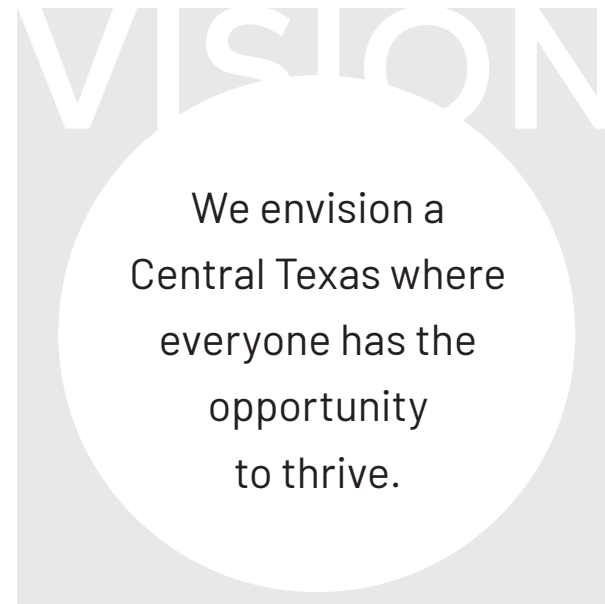 VISION
We envision a
Central Texas where
everyone has the
opportunity
to thrive.